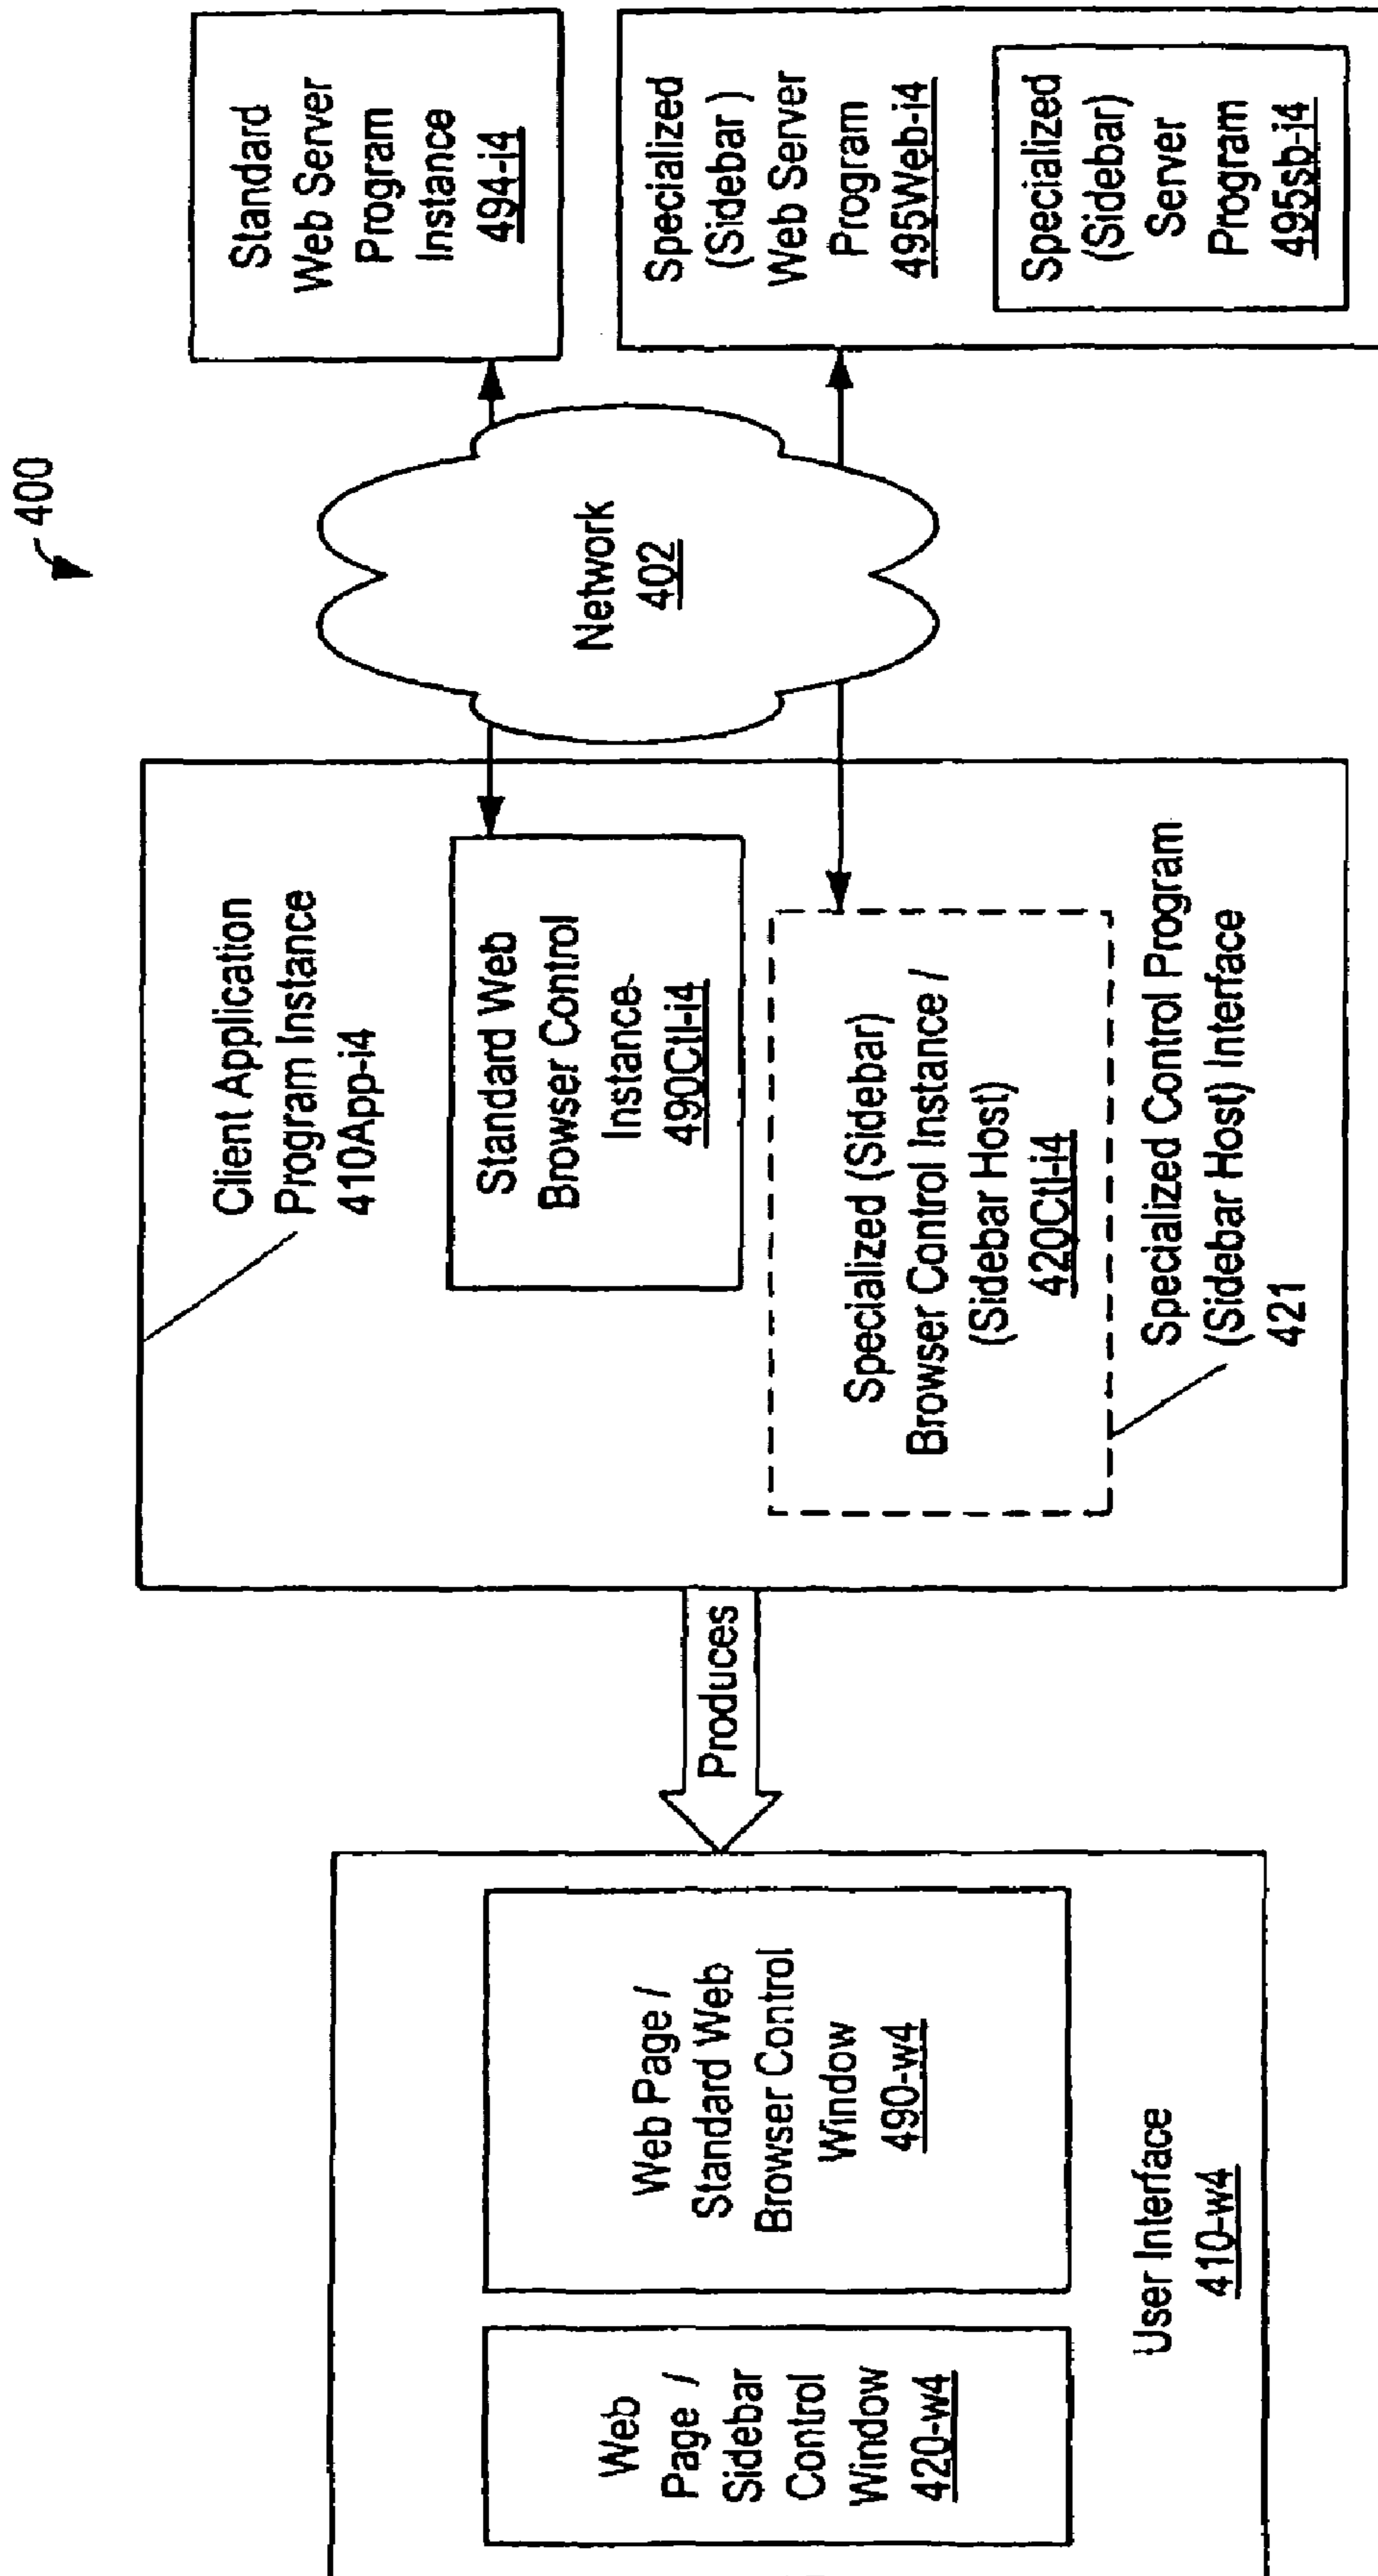 400
Web
Page /
Sidebar
Control
Window
420-w4
Web Page /
Standard Web
Browser Control
Window
490-w4
User Interface
410-w4
Produces
Client Application
Program Instance
410App-i4
Standard Web
Browser Control
Instance-
490Ctl-i4
Specialized (Sidebar)
Browser Control Instance /
(Sidebar Host)
420Ctl-i4
Specialized Control Program
(Sidebar Host) Interface
421
Network
402
Standard
Web Server
Program
Instance
494-i4
Specialized
(Sidebar )
Web Server
Program
495Web-i4
Specialized
(Sidebar)
Server
Program
495sb-i4